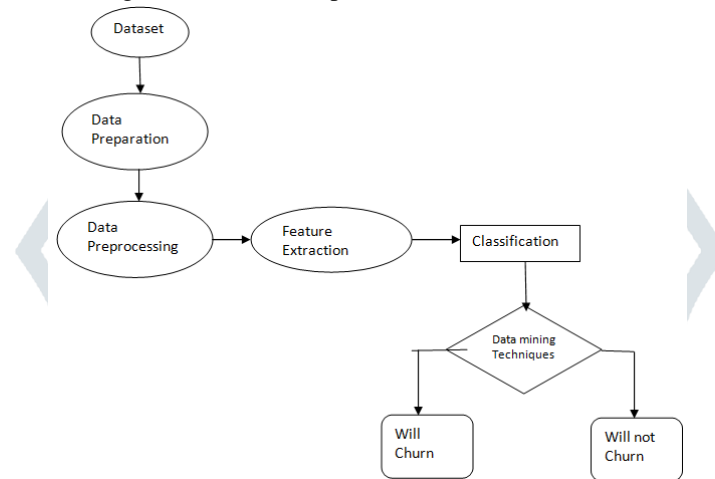 Dataset
Data
Preparation
Data
Preprocessing
Feature
Extraction
Classification
Data mining
Techniques
Will
Churn
Will not
Churn